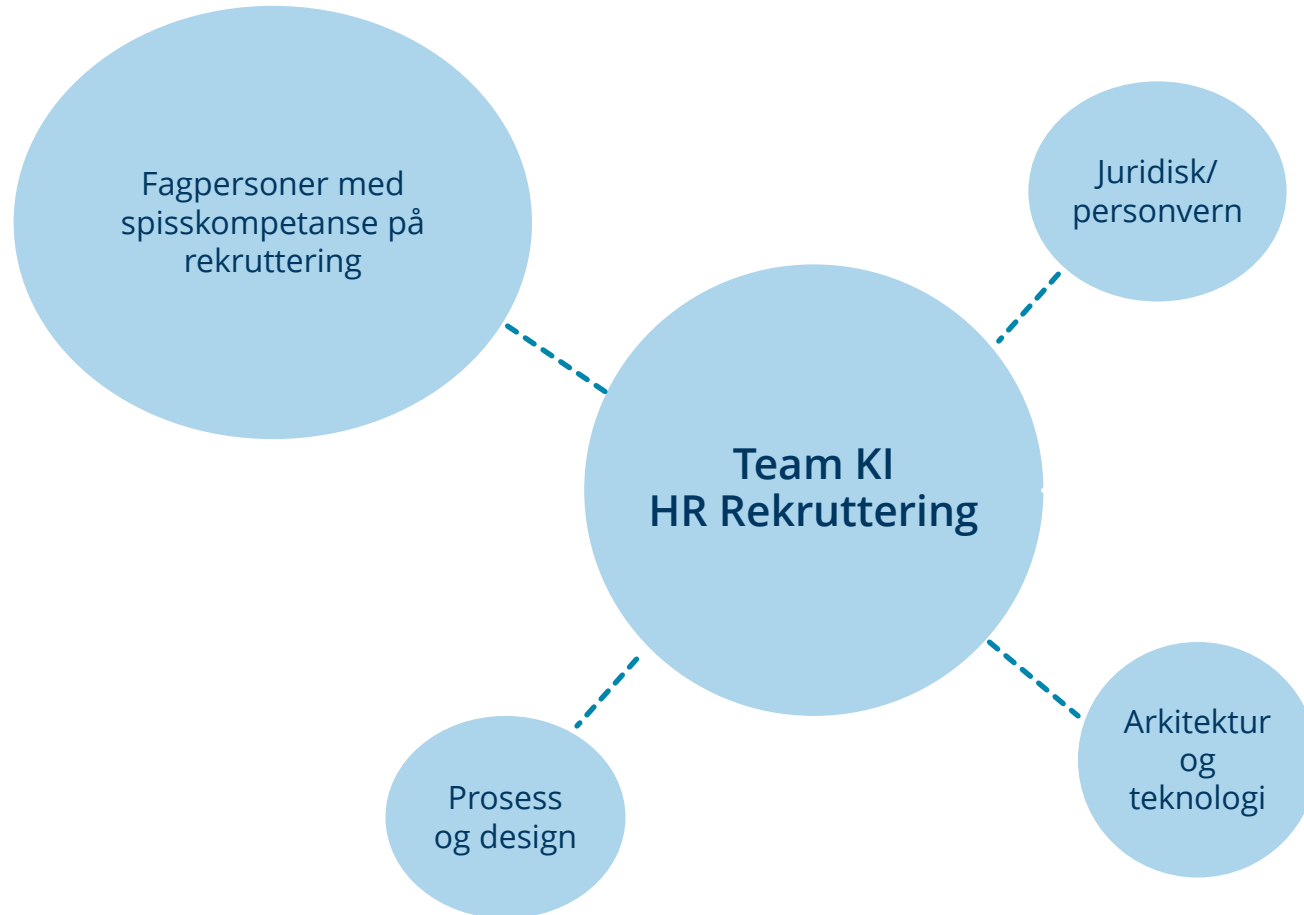 Fagpersoner med
spisskompetanse på
rekruttering
Juridisk/
personvern
Team KI
HR Rekruttering
Arkitektur
og
teknologi
Prosess
og design